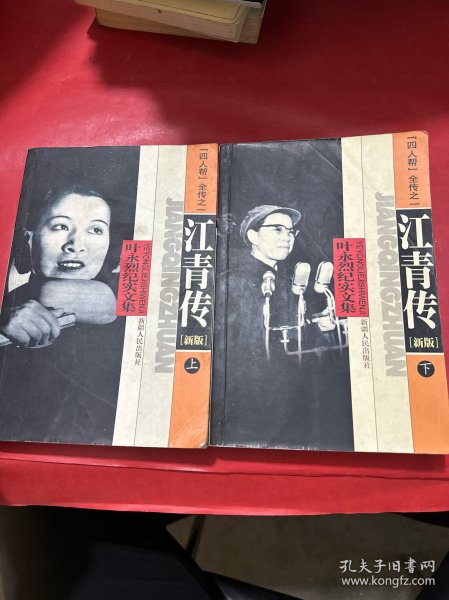 「四人帮」全传之一
JIANGQINGZHUAN
江青传
[新版]
上
YEYONGLIEJISHIWENJI
叶永烈纪实文集
新疆人民出版社
「四人帮」全传之一
JIANGQINGZHUAN
江青传
[新版]
下
YEYONGLIEJISHIWENJI
叶永烈纪实文集
新疆人民出版社
孔夫子旧书网
www.kongfz.com